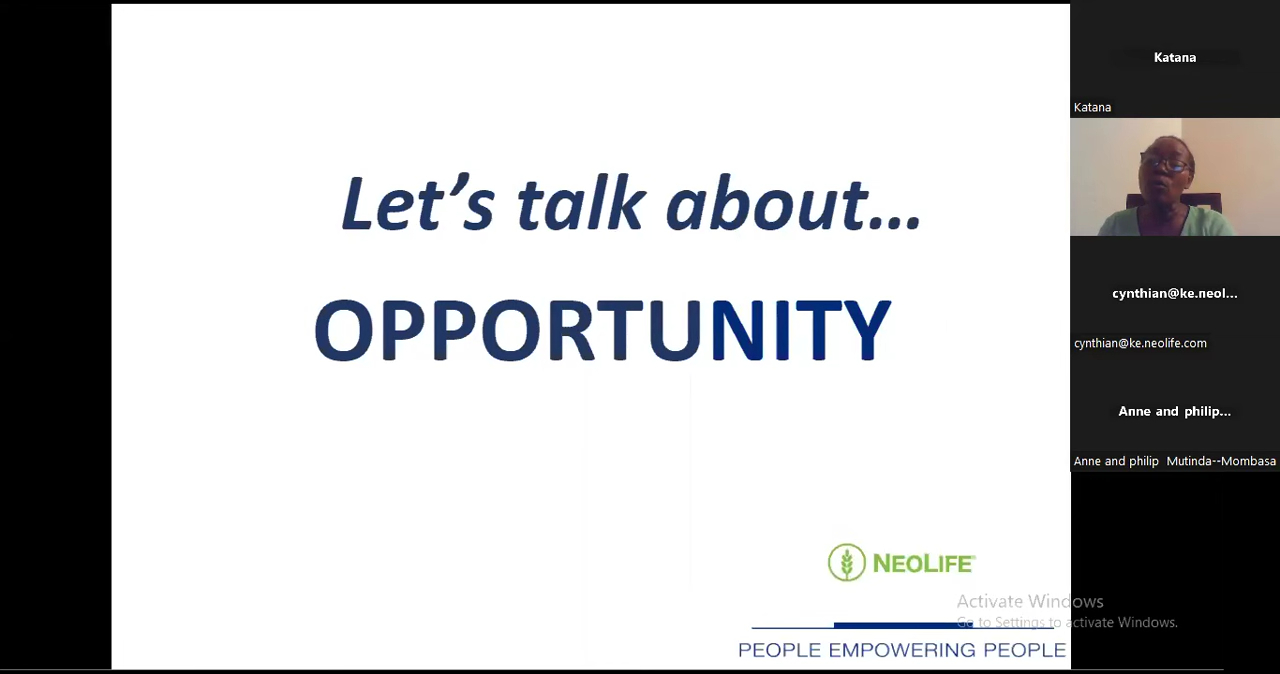 Let's talk about...
OPPORTUNITY
NEOLIFE
PEOPLE EMPOWERING PEOPLE
Activate Windows
Go to Settings to activate Windows.
Katana
Katana
cynthian@ke.neol...
cynthian@ke.neolife.com
Anne and philip...
Anne and philip Mutinda--Mombasa